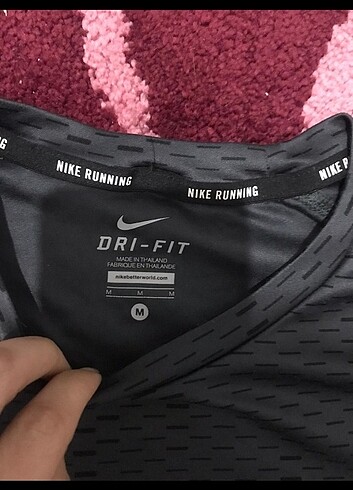 NIKE RUNNING
NIKE RUNNING
NIKE R
DRI-FIT
MADE IN THAILAND
FABRIQUE EN THAILANDE
nikebetterworld.com
M M M
M